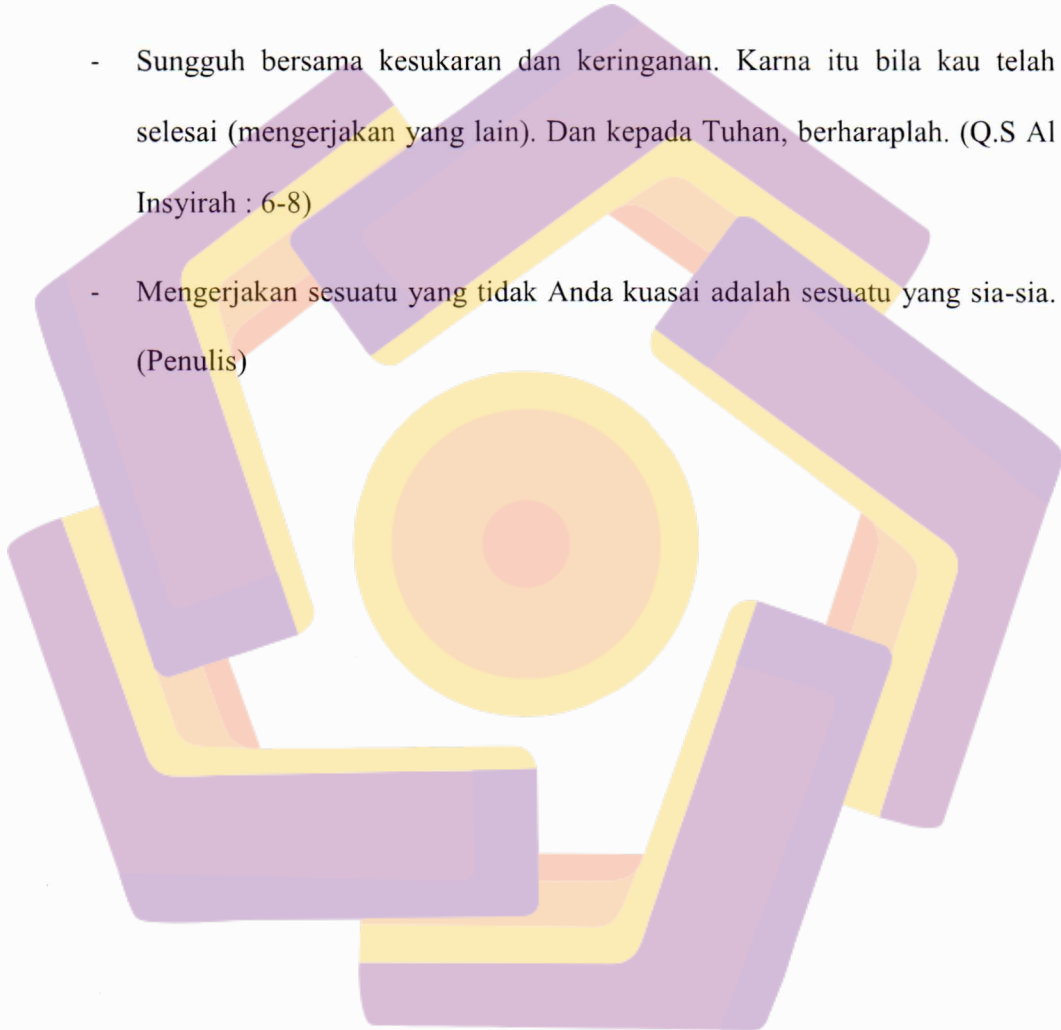 - Sungguh bersama kesukaran dan keringanan. Karna itu bila kau telah
selesai (mengerjakan yang lain). Dan kepada Tuhan, berharaplah. (Q.S Al
Insyirah : 6-8)
- Mengerjakan sesuatu yang tidak Anda kuasai adalah sesuatu yang sia-sia.
(Penulis)